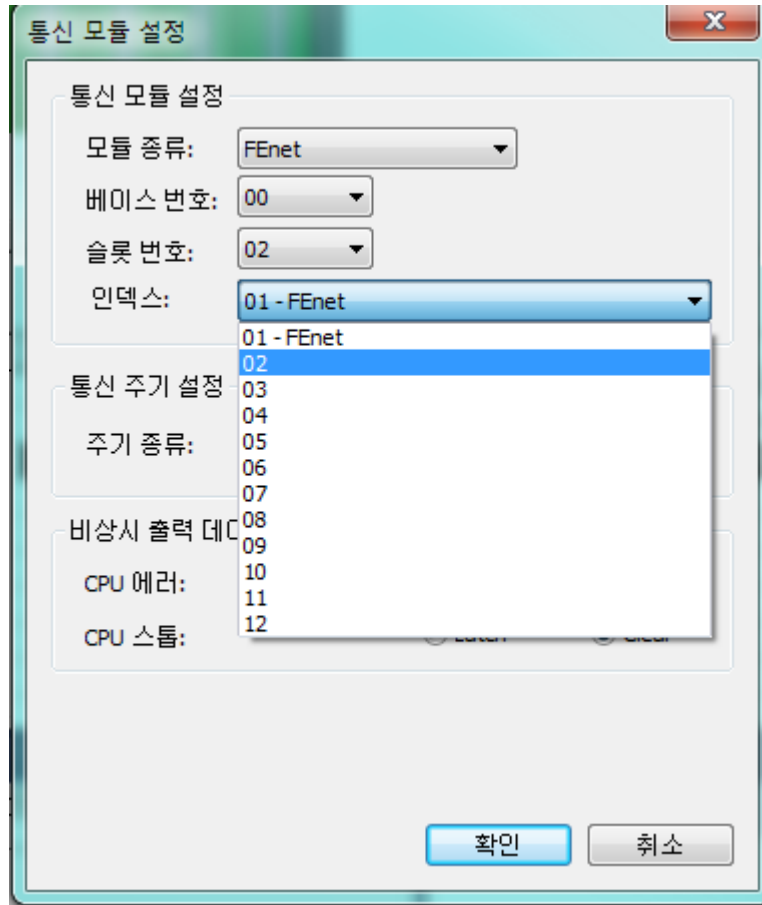 통신 모듈 설정
통신 모듈 설정
모듈 종류: FEnet
베이스 번호: 00
슬롯 번호: 02
인덱스: 01 - FEnet
01 - FEnet
02
통신 주기 설정
03
04
주기 종류:
05
06
07
비상시 출력
08
09
CPU 에러:
10
11
CPU 스톱:
12
확인 취소